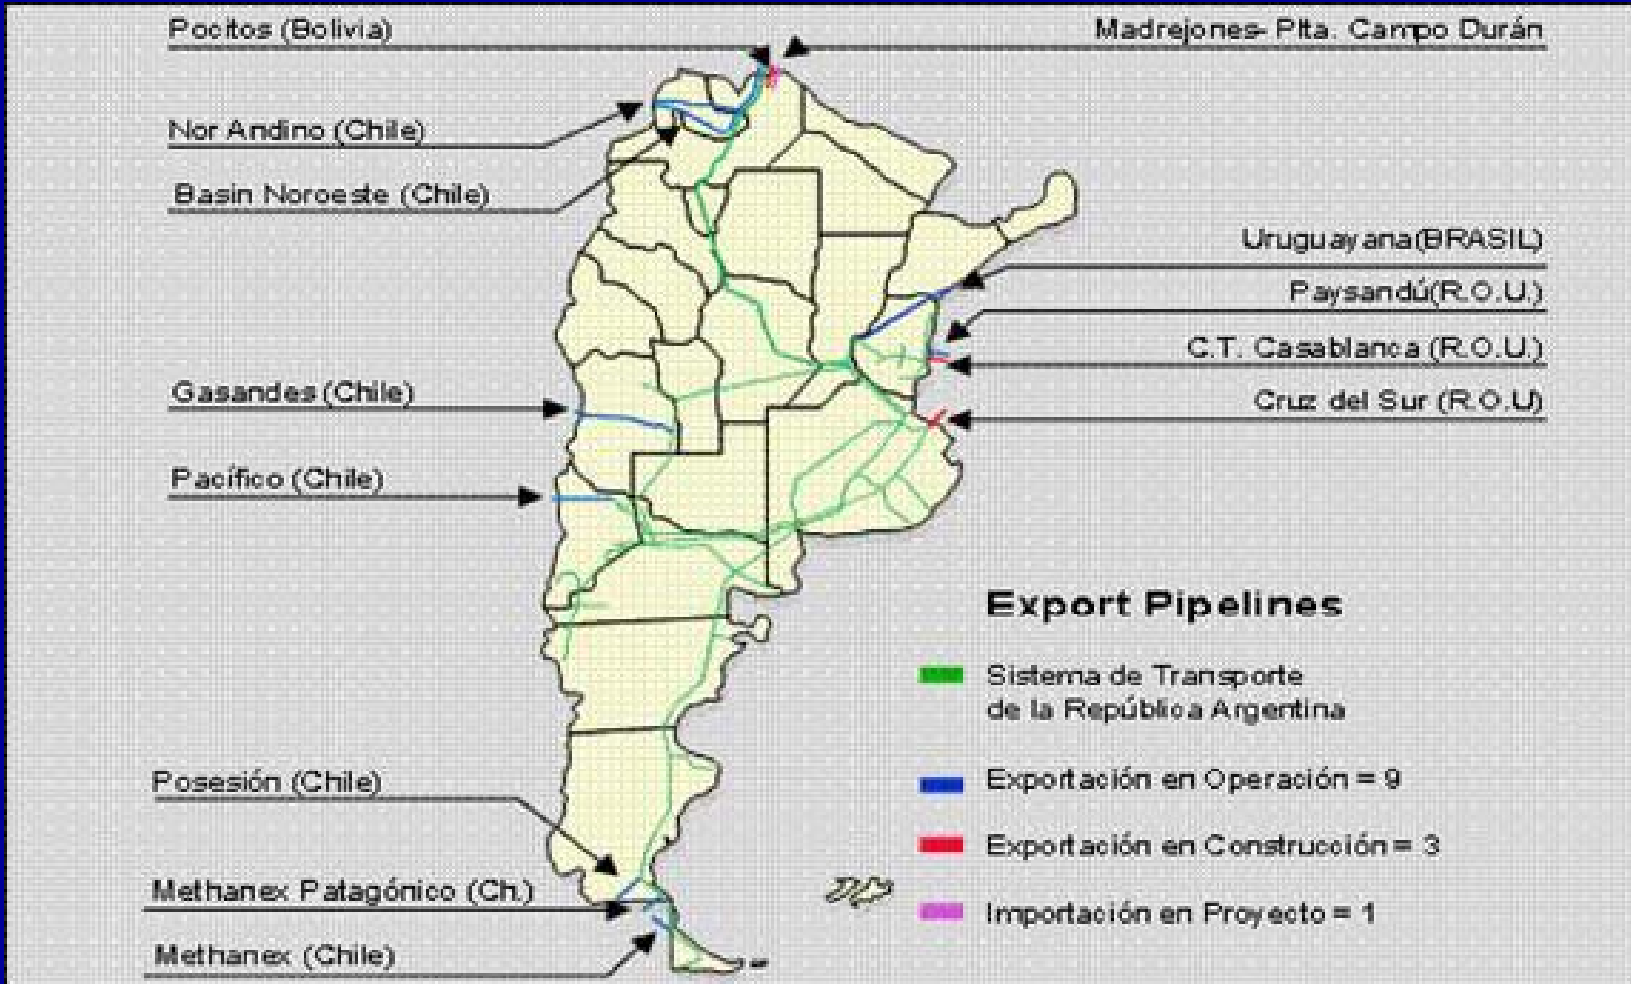 Pocitos (Bolivia)
Madrejones- Plta. Campo Durán
Nor Andino (Chile)
Basin Noroeste (Chile)
Uruguayana(BRASIL)
Paysandú(R.O.U.)
C.T. Casablanca (R.O.U.)
Gasandes (Chile)
Cruz del Sur (R.O.U)
Pacífico (Chile)
Export Pipelines
Sistema de Transporte
de la República Argentina
Posesión (Chile)
Exportación en Operación = 9
Exportación en Construcción = 3
Methanex Patagónico (Ch.)
Importación en Proyecto = 1
Methanex (Chile)